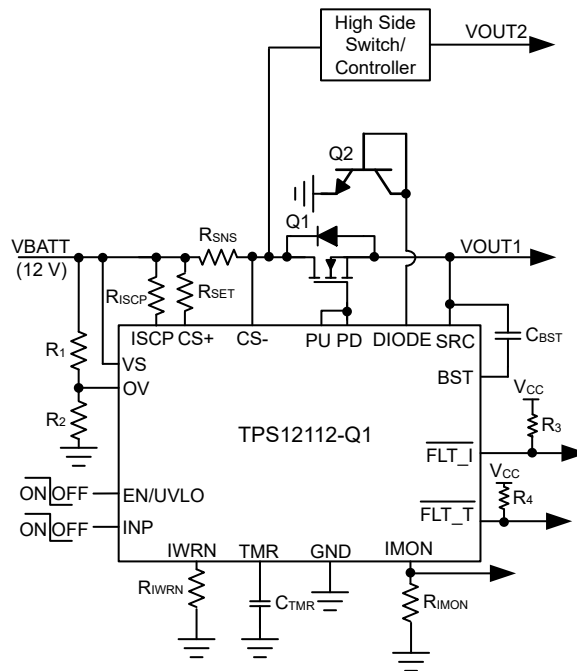 High Side
Switch/
Controller
VOUT2
Q2
Q1
VBATT
(12 V)
RSNS
VOUT1
RISCP
RSET
CBST
ISCP CS+ CS- PU PD DIODE SRC
R1
VS
OV
BST
R2
VCC
R3
TPS12112-Q1
FLT_I
VCC
R4
ON OFF EN/UVLO
FLT_T
ON OFF INP
IWRN TMR GND IMON
RIWRN
CTMR
RIMON